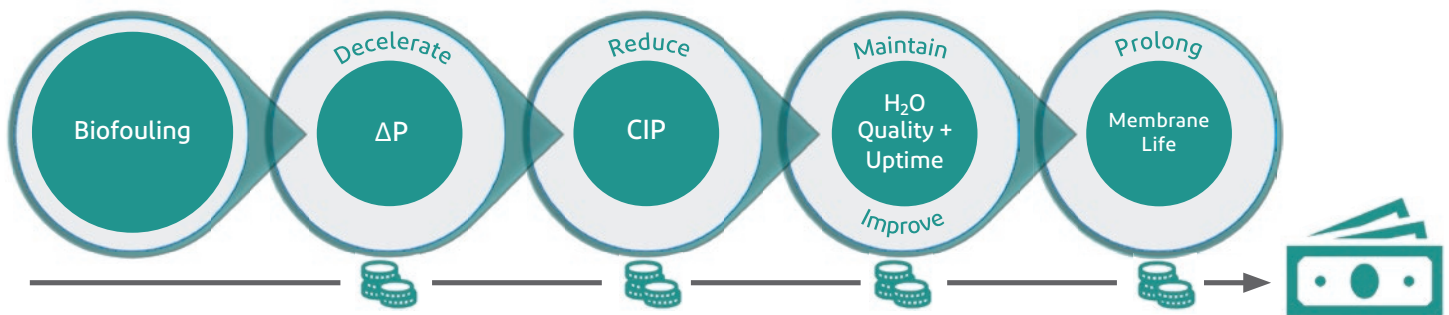 Biofouling
Decelerate
ΔP
Reduce
CIP
Maintain
H₂O
Quality +
Uptime
Improve
Prolong
Membrane
Life